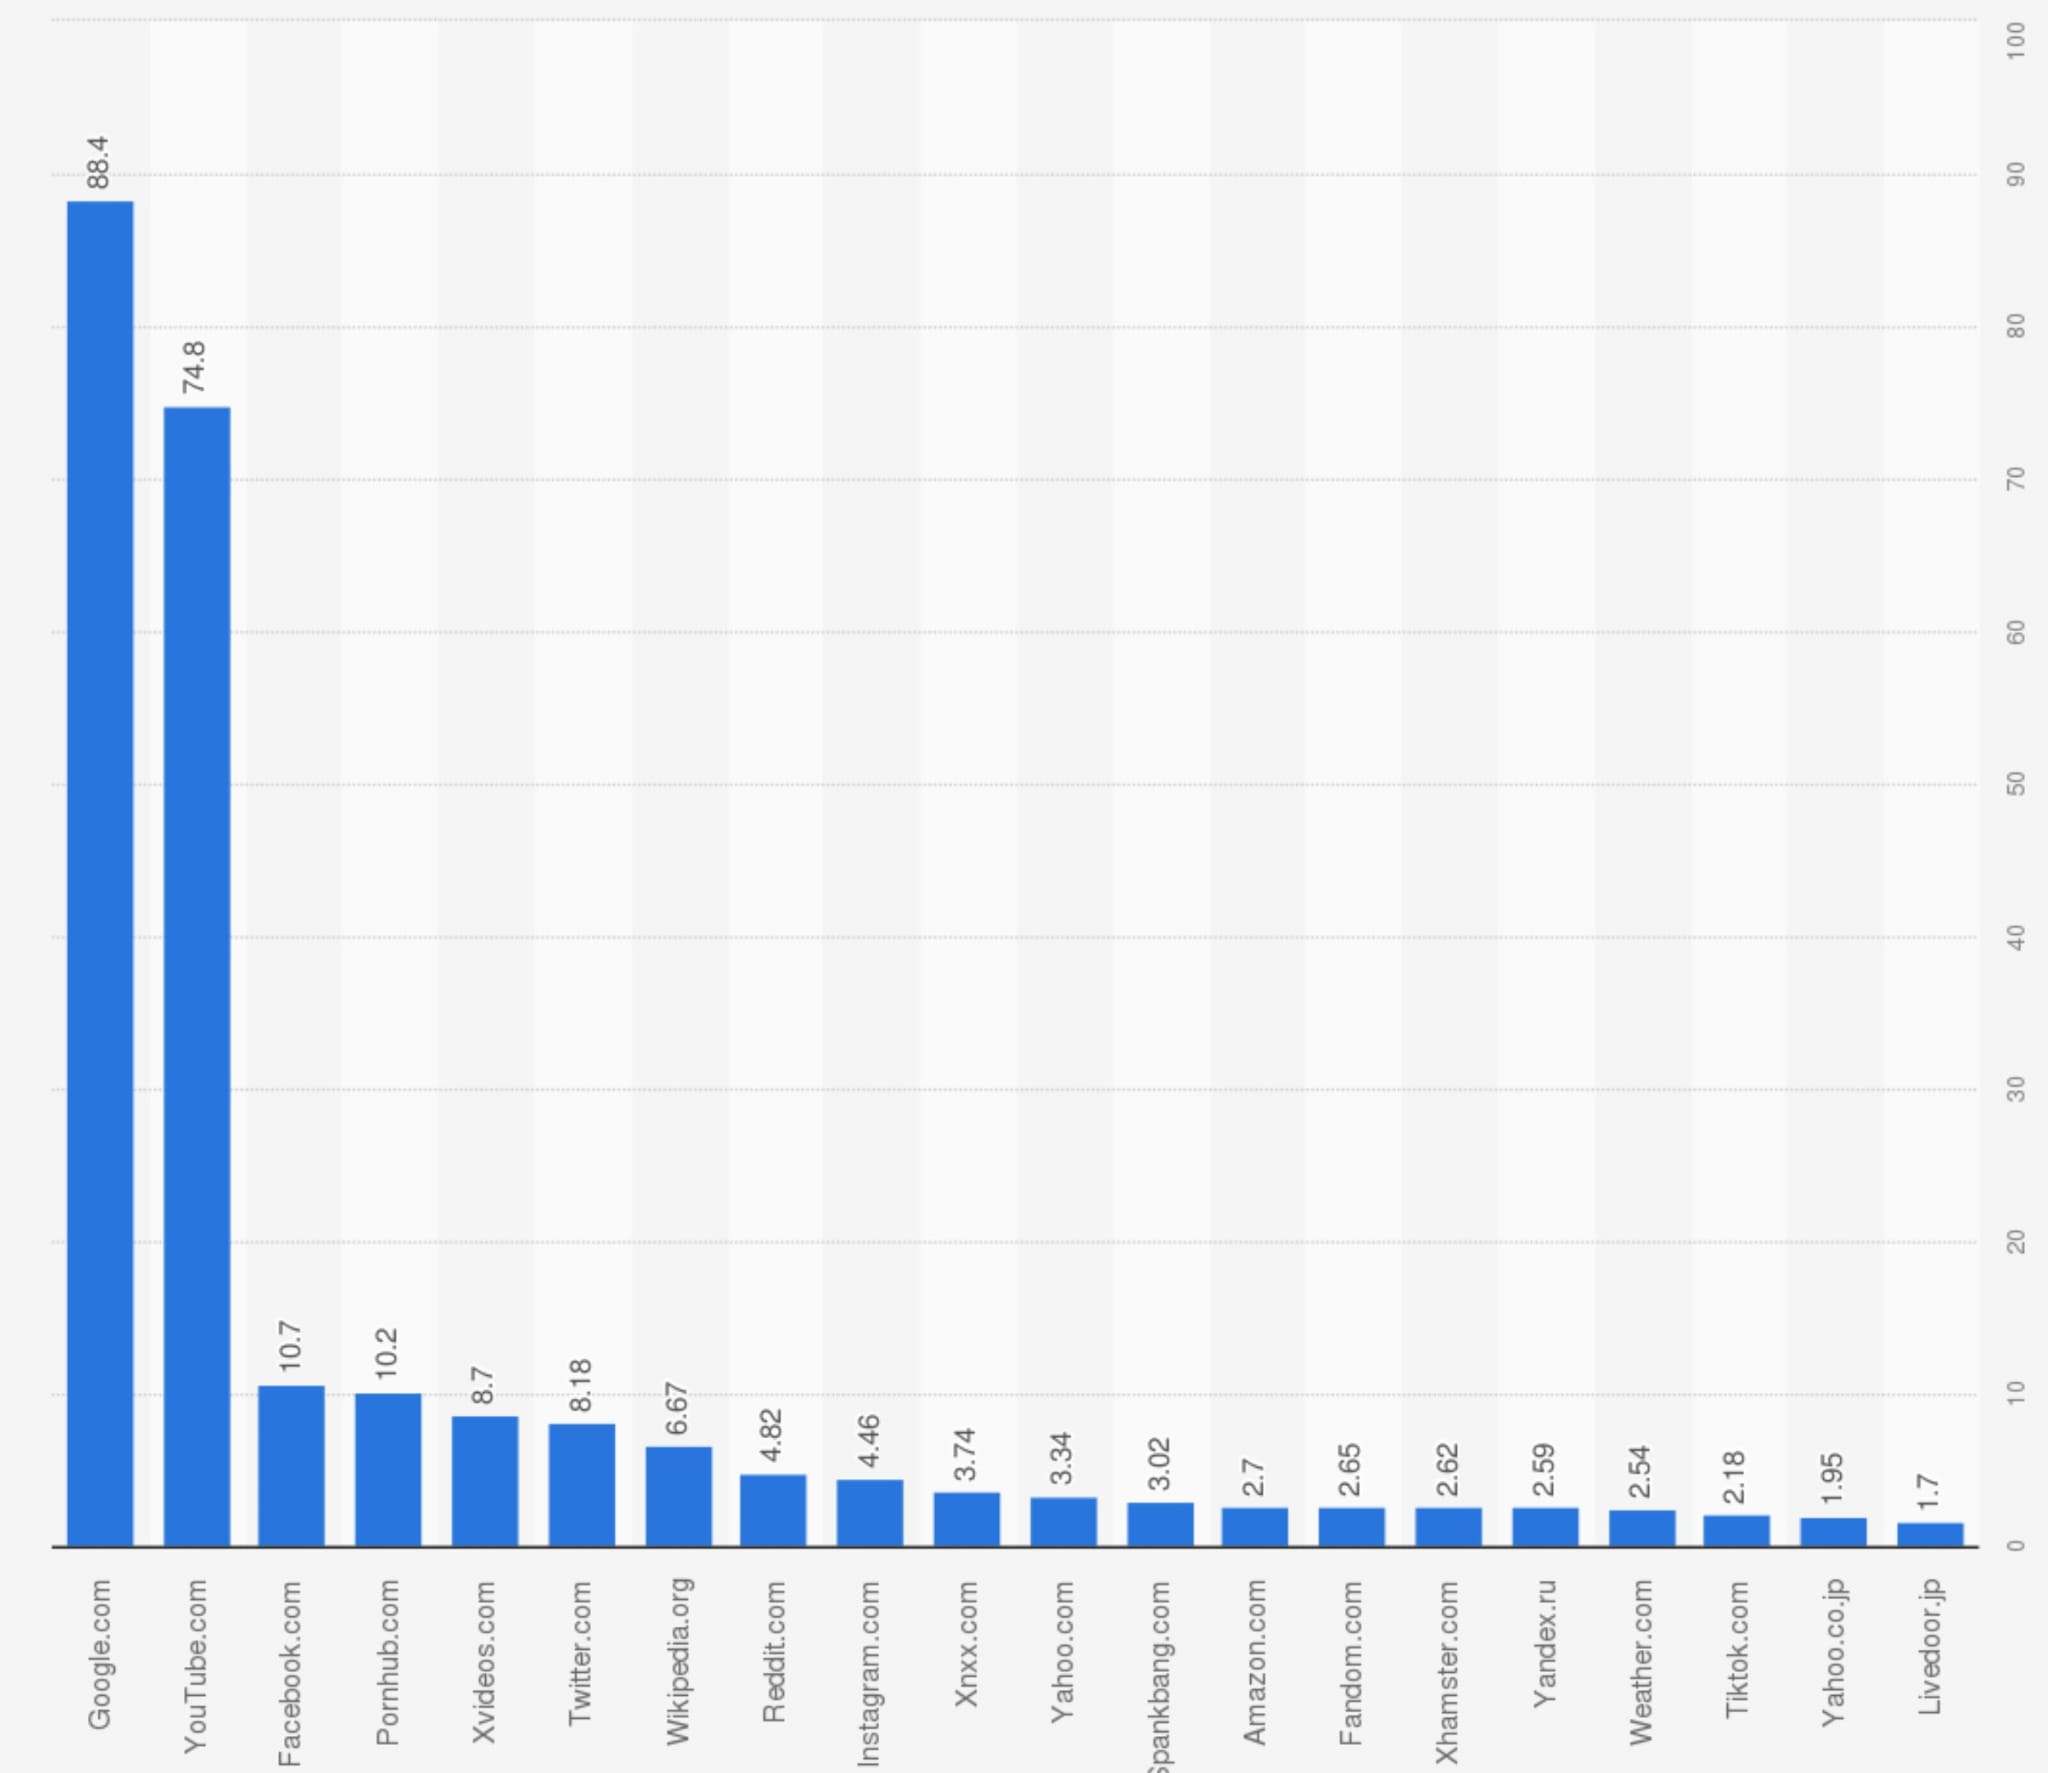 100
90
80
70
60
50
40
30
20
10
0
88.4
74.8
10.7
10.2
8.7
8.18
6.67
4.82
4.46
3.74
3.34
3.02
2.7
2.65
2.62
2.59
2.54
2.18
1.95
1.7
Google.com
YouTube.com
Facebook.com
Pornhub.com
Xvideos.com
Twitter.com
Wikipedia.org
Reddit.com
Instagram.com
Xnxx.com
Yahoo.com
Spankbang.com
Amazon.com
Fandom.com
Xhamster.com
Yandex.ru
Weather.com
Tiktok.com
Yahoo.co.jp
Livedoor.jp